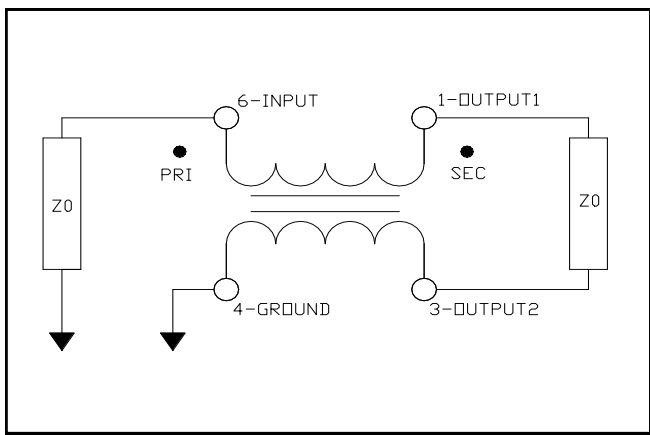 6-INPUT
1-OUTPUT1
PRI
SEC
Z0
Z0
4-GROUND
3-OUTPUT2